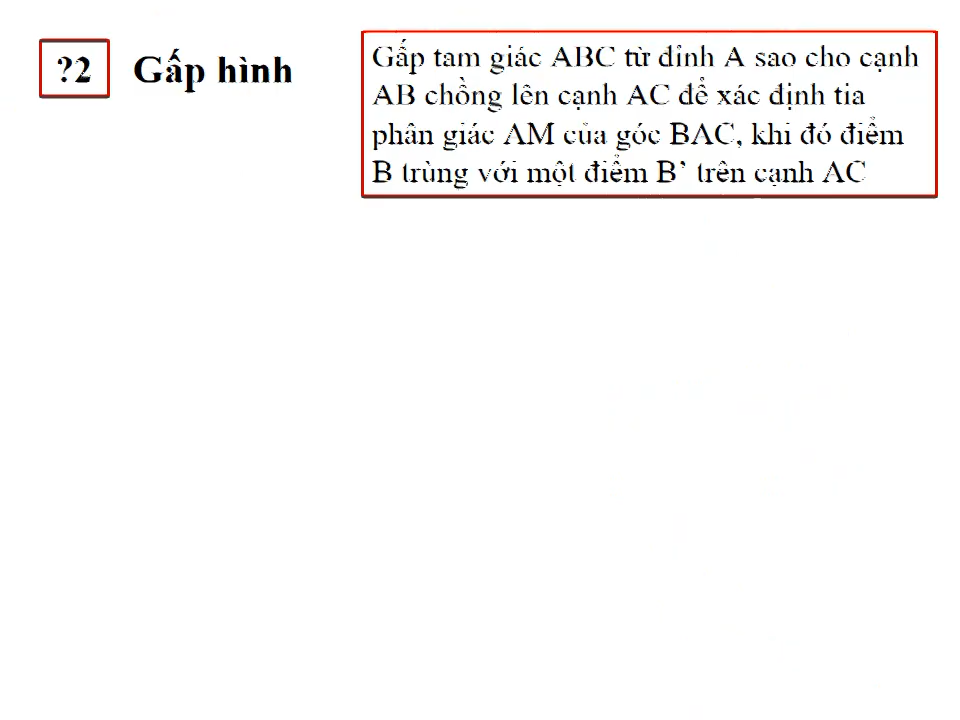 ?2
Gấp hình
Gấp tam giác ABC từ đỉnh A sao cho cạnh
AB chồng lên cạnh AC để xác định tia
phân giác AM của góc BAC, khi đó điểm
B trùng với một điểm B’ trên cạnh AC